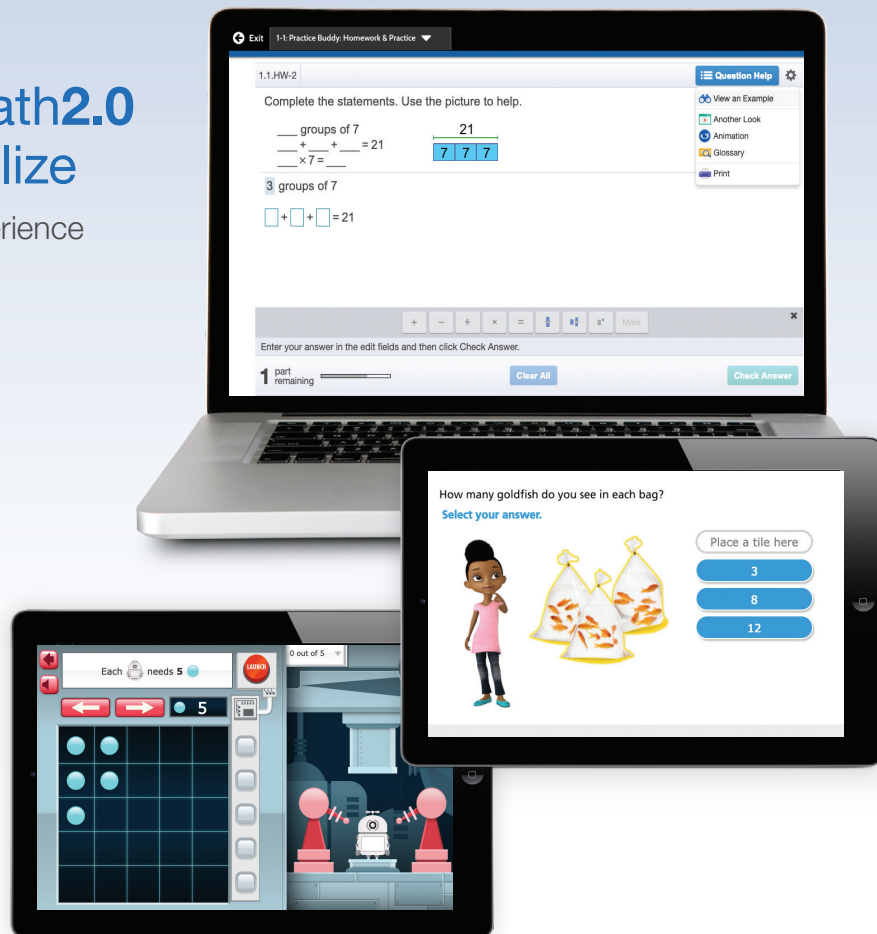 ath2.0
lize
erience
Exit 1-1: Practice Buddy: Homework & Practice
1.1.HW-2
Question Help
Complete the statements. Use the picture to help.
View an Example
Another Look
Animation
Glossary
Print
___ groups of 7
___ + ___ + ___ = 21
___ × 7 = ___
21
7 7 7
3 groups of 7
+ + = 21
+ − ÷ × = More
Enter your answer in the edit fields and then click Check Answer.
1 part
remaining
Clear All
Check Answer
How many goldfish do you see in each bag?
Select your answer.
Place a tile here
3
8
12
Each needs 5
LAUNCH
0 out of 5
5